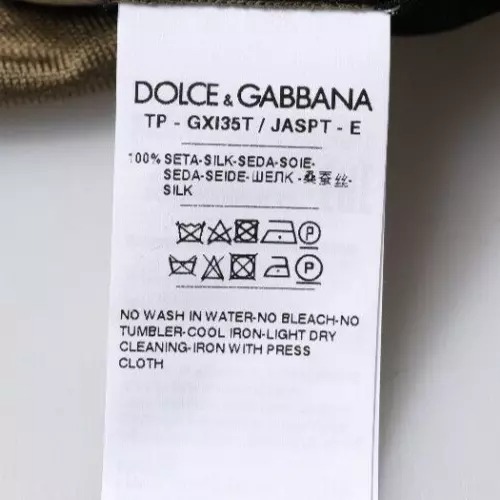 DOLCE & GABBANA
TP - GXI35T / JASPT - E
100% SETA-SILK-SEDA-SOIE-
SEDA-SEIDE-ШЕЛК -桑蚕丝-
SILK
P
P
NO WASH IN WATER-NO BLEACH-NO
TUMBLER-COOL IRON-LIGHT DRY
CLEANING-IRON WITH PRESS
CLOTH